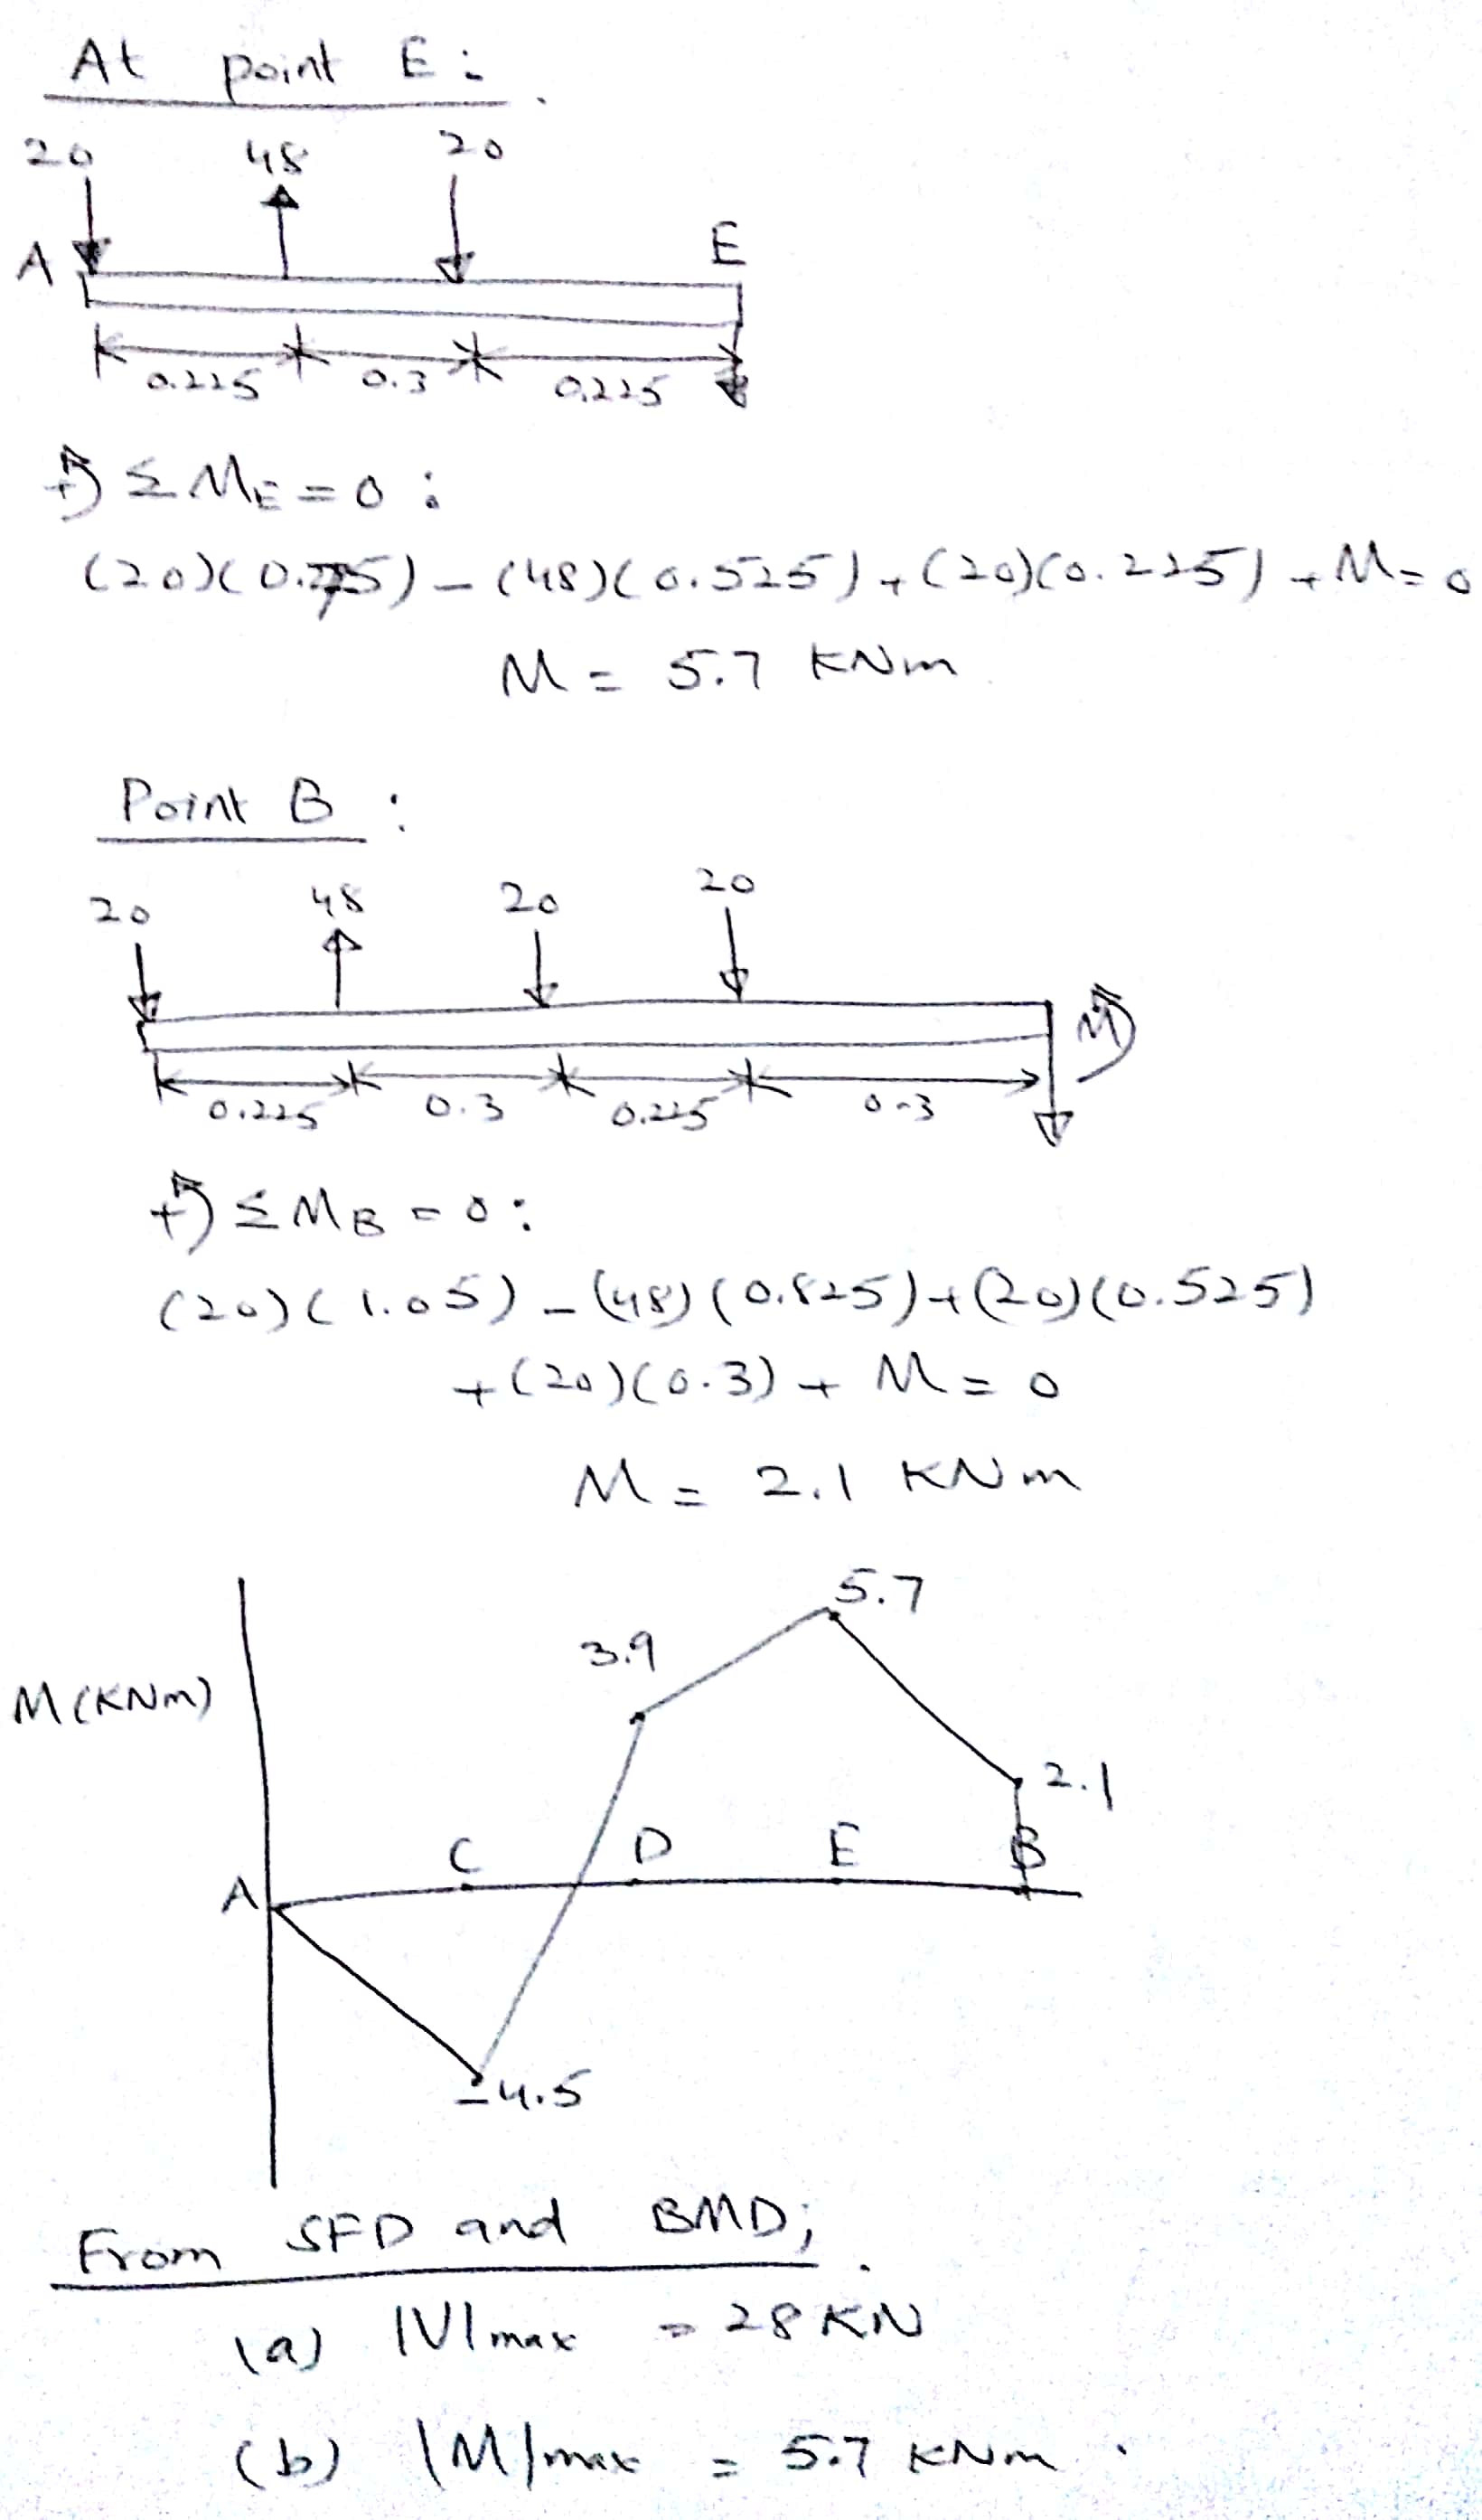 At point E :
20 48 20
A E
0.225 0.3 0.225
+ Σ ME = 0 :
(20)(0.75) - (48)(0.525) + (20)(0.225) + M = 0
M = 5.7 KNm
Point B :
20 48 20 20
M
0.225 0.3 0.225 0.3
+ Σ MB = 0 :
(20)(1.05) - (48)(0.825) + (20)(0.525)
+ (20)(0.3) + M = 0
M = 2.1 KNm
5.7
3.9
M(KNm)
2.1
C D E B
A
-4.5
From SFD and BMD;
(a) |V|max = 28 KN
(b) |M|max = 5.7 KNm .